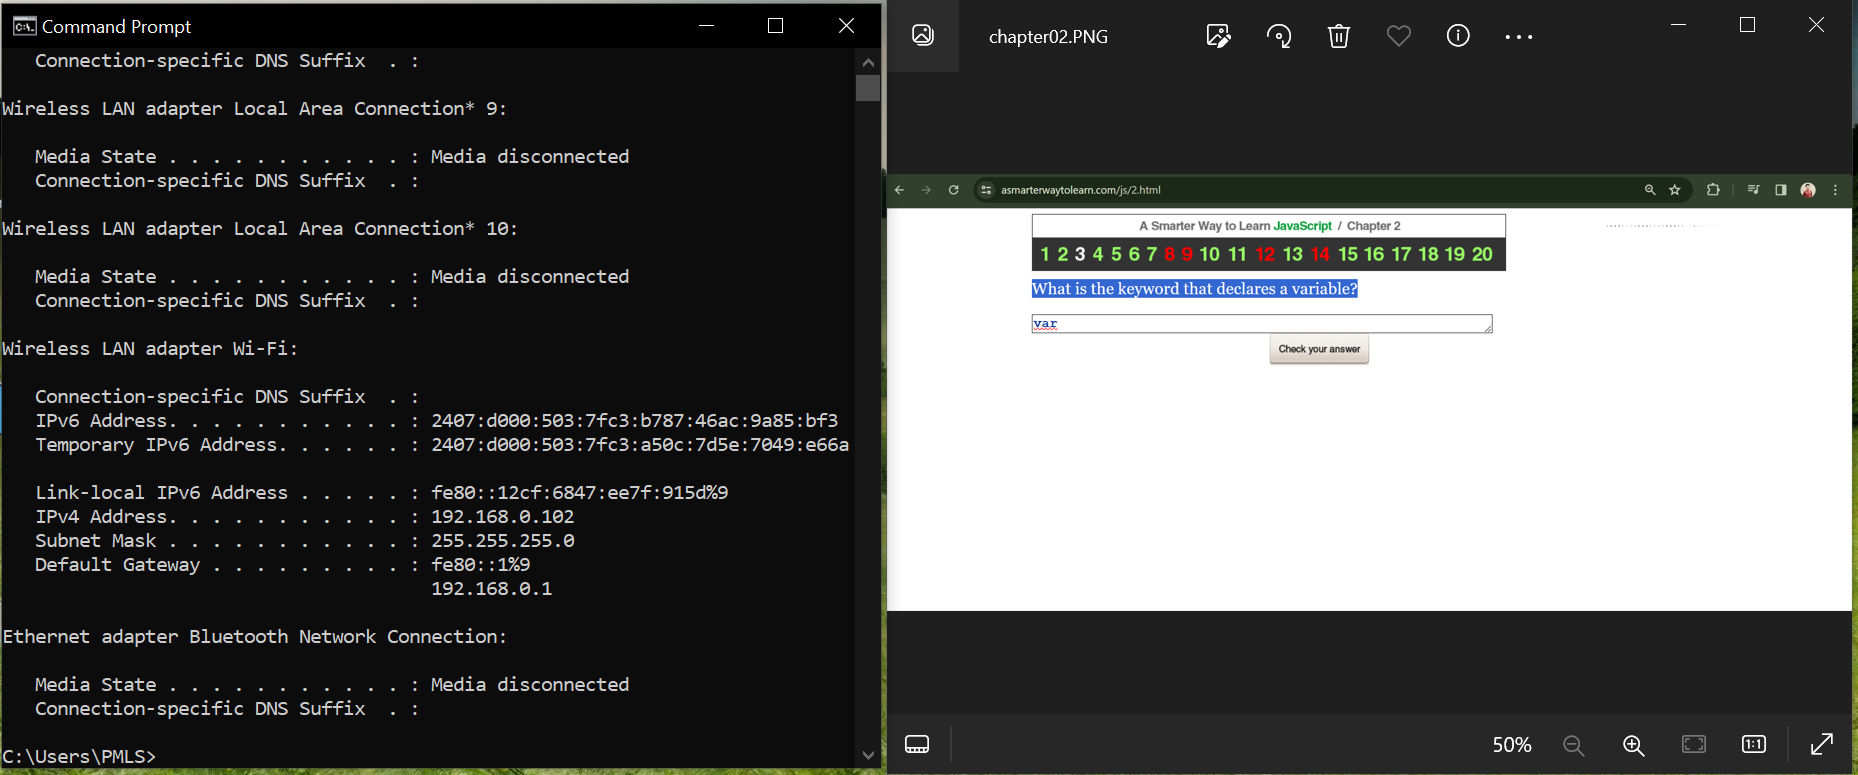 Command Prompt
Connection-specific DNS Suffix  . :
Wireless LAN adapter Local Area Connection* 9:
Media State . . . . . . . . . . . : Media disconnected
Connection-specific DNS Suffix  . :
Wireless LAN adapter Local Area Connection* 10:
Media State . . . . . . . . . . . : Media disconnected
Connection-specific DNS Suffix  . :
Wireless LAN adapter Wi-Fi:
Connection-specific DNS Suffix  . :
IPv6 Address. . . . . . . . . . . : 2407:d000:503:7fc3:b787:46ac:9a85:bf3
Temporary IPv6 Address. . . . . . : 2407:d000:503:7fc3:a50c:7d5e:7049:e66a
Link-local IPv6 Address . . . . . : fe80::12cf:6847:ee7f:915d%9
IPv4 Address. . . . . . . . . . . : 192.168.0.102
Subnet Mask . . . . . . . . . . . : 255.255.255.0
Default Gateway . . . . . . . . . : fe80::1%9
192.168.0.1
Ethernet adapter Bluetooth Network Connection:
Media State . . . . . . . . . . . : Media disconnected
Connection-specific DNS Suffix  . :
C:\Users\PMLS>
chapter02.PNG
asmarterwaytolearn.com/js/2.html
A Smarter Way to Learn JavaScript / Chapter 2
1 2 3 4 5 6 7 8 9 10 11 12 13 14 15 16 17 18 19 20
What is the keyword that declares a variable?
var
Check your answer
50%
1:1